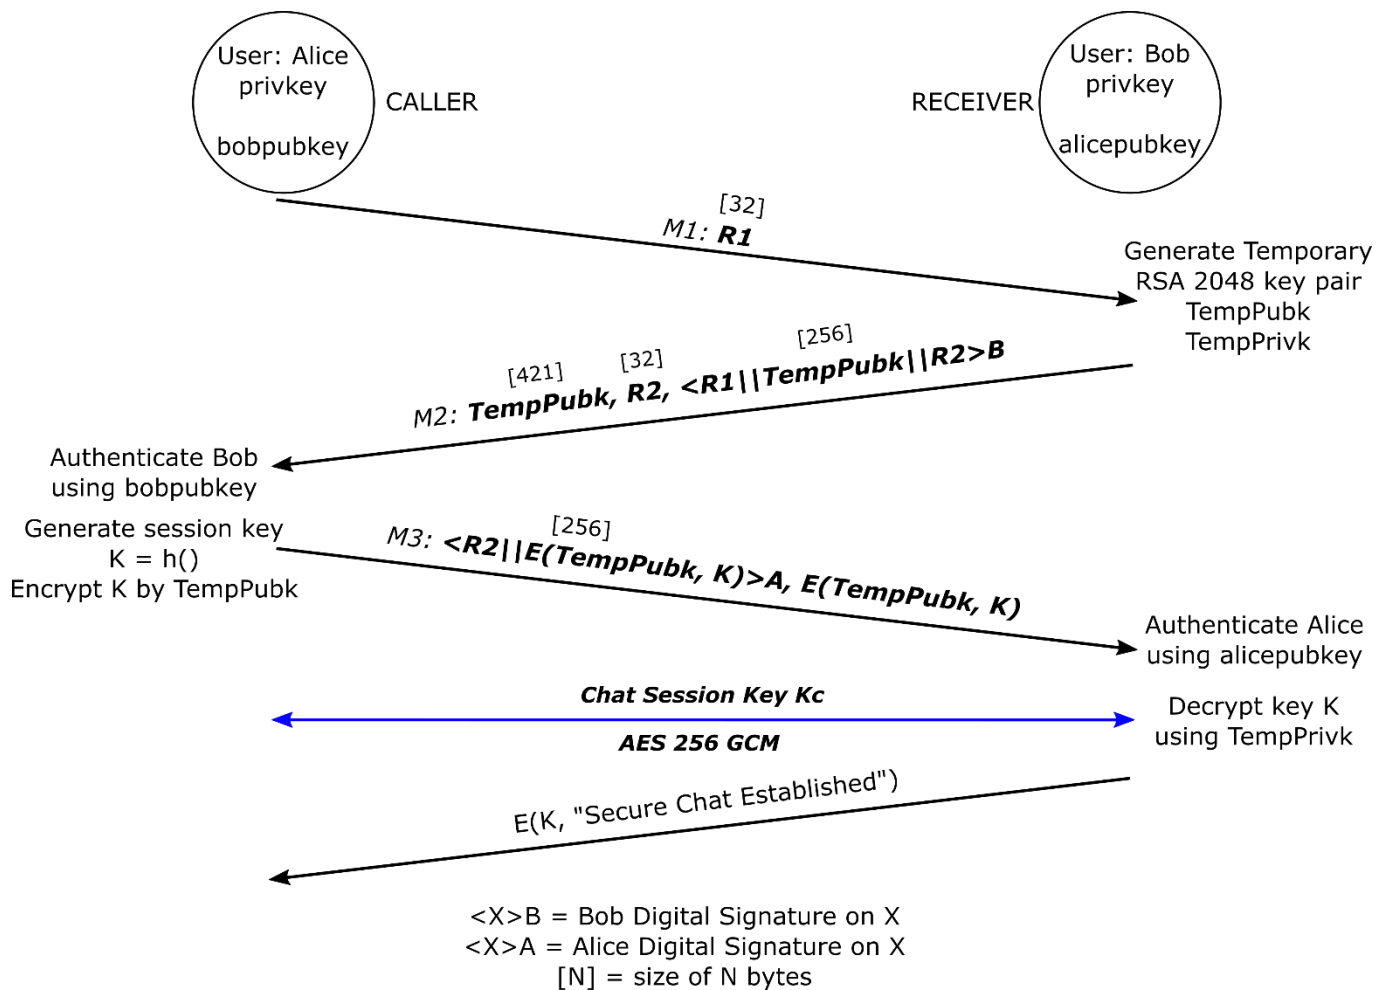 User: Alice
privkey
bobpubkey
CALLER
RECEIVER
User: Bob
privkey
alicepubkey
[32]
M1: R1
Generate Temporary
RSA 2048 key pair
TempPubk
TempPrivk
[421] [32] [256]
M2: TempPubk, R2, <R1||TempPubk||R2>B
Authenticate Bob
using bobpubkey
Generate session key
K = h()
Encrypt K by TempPubk
[256]
M3: <R2||E(TempPubk, K)>A, E(TempPubk, K)
Authenticate Alice
using alicepubkey
Chat Session Key Kc
AES 256 GCM
Decrypt key K
using TempPrivk
E(K, "Secure Chat Established")
<X>B = Bob Digital Signature on X
<X>A = Alice Digital Signature on X
[N] = size of N bytes